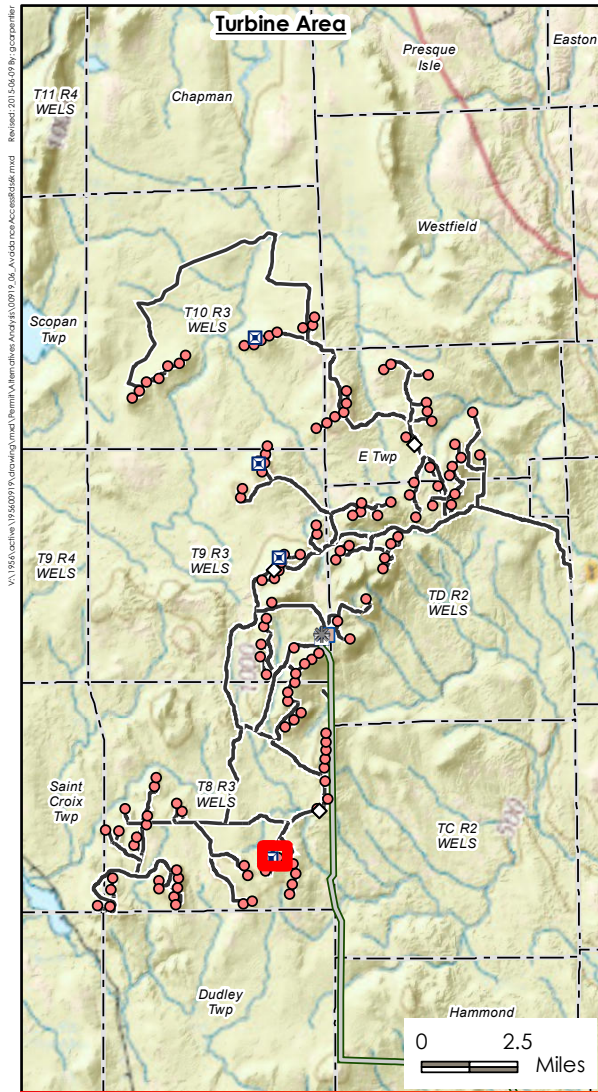 Turbine Area
Easton
Presque
Isle
T11 R4
WELS
Chapman
Westfield
T10 R3
WELS
Scopan
Twp
E Twp
T9 R4
WELS
T9 R3
WELS
TD R2
WELS
1000
Saint
Croix
Twp
T8 R3
WELS
TC R2
WELS
500
Dudley
Twp
Hammond
0 2.5
Miles
Revised: 2015-06-09 By: gcarpentier